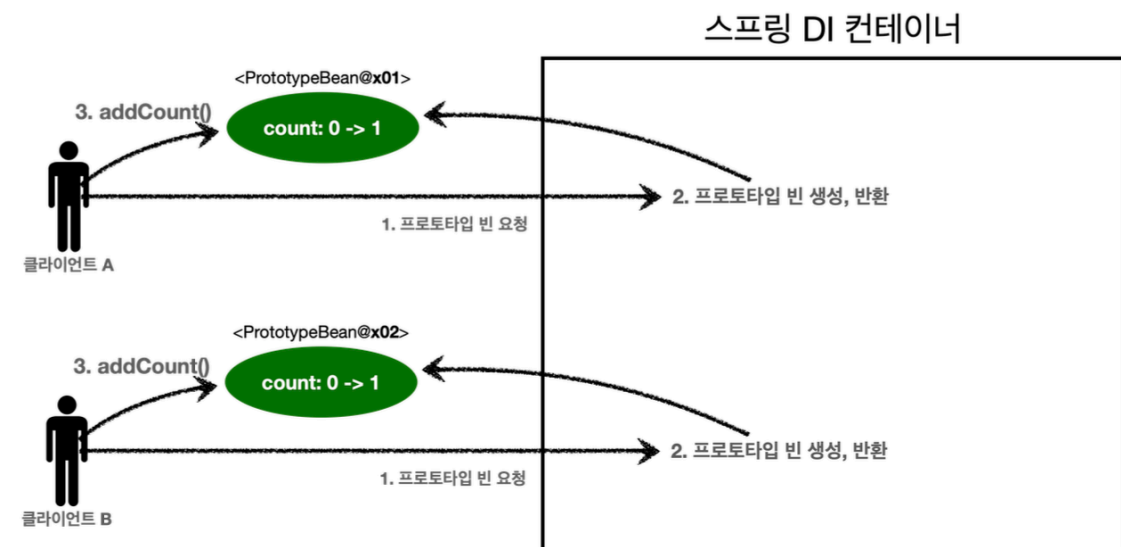 스프링 DI 컨테이너
<PrototypeBean@x01>
3. addCount()
count: 0 -> 1
2. 프로토타입 빈 생성, 반환
1. 프로토타입 빈 요청
클라이언트 A
<PrototypeBean@x02>
3. addCount()
count: 0 -> 1
2. 프로토타입 빈 생성, 반환
1. 프로토타입 빈 요청
클라이언트 B